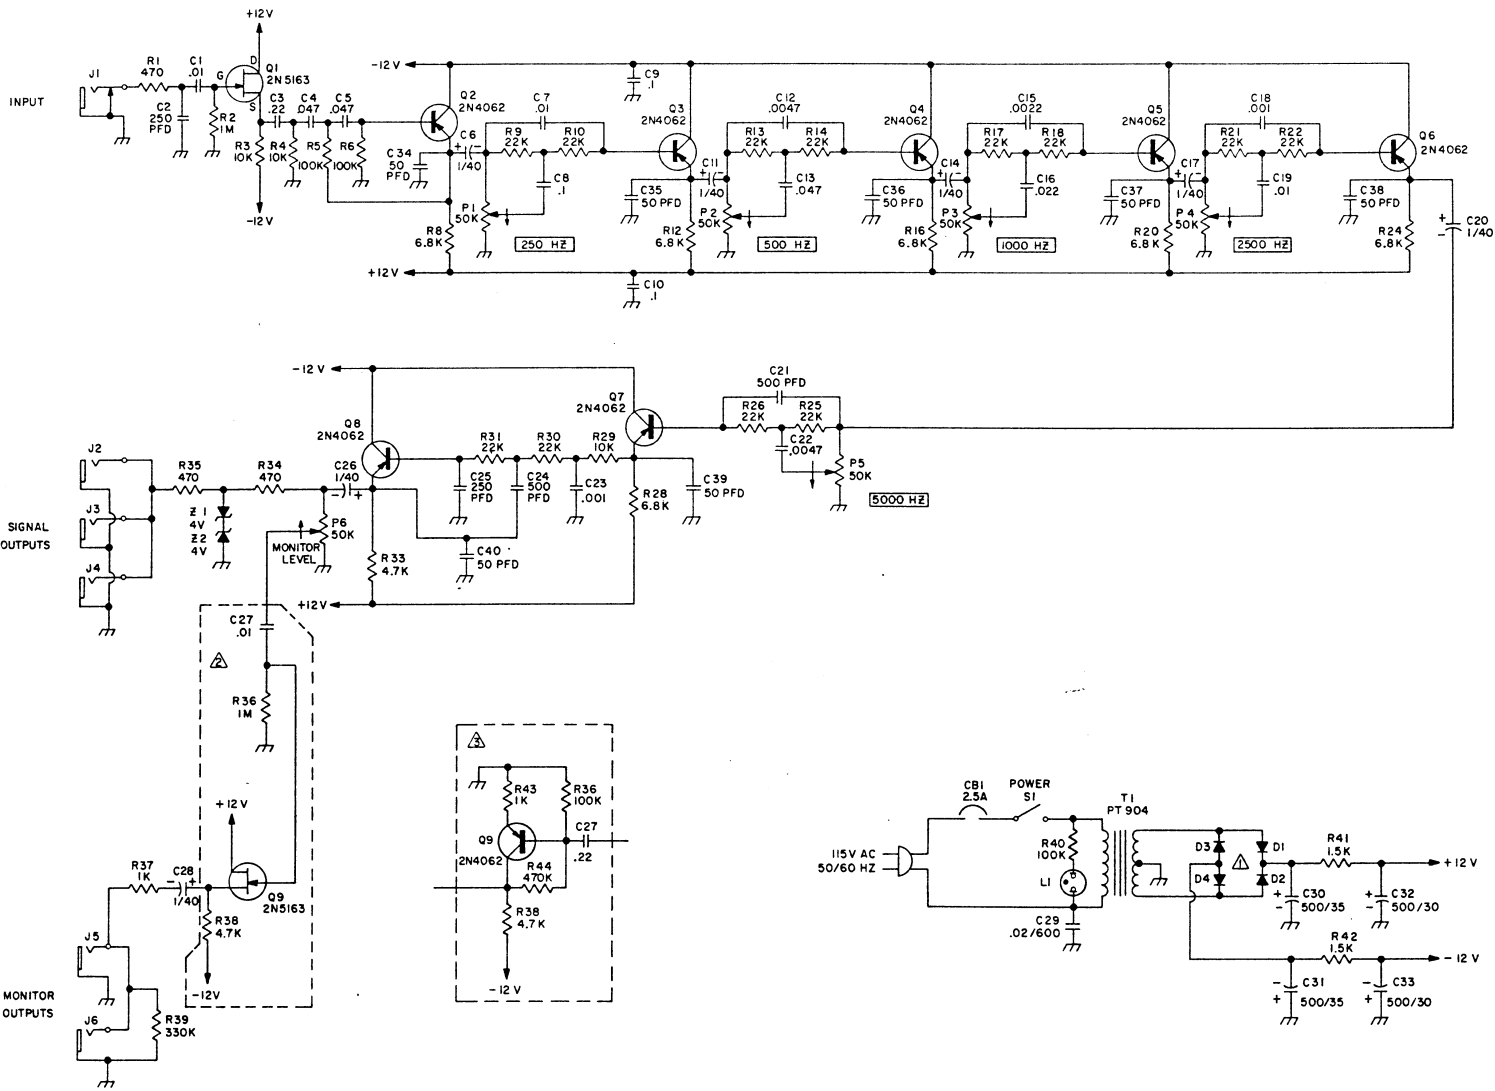 +12V
-12V
INPUT
J1
R1
470
C1
.01
G
D
S
Q1
2N5163
C2
250
PFD
R2
1M
C3
.22
C4
.047
C5
.047
R3
10K
R4
10K
R5
100K
R6
100K
-12V
Q2
2N4062
C34
50
PFD
C6
+ -
1/40
C7
.01
R9
22K
R10
22K
C8
.1
P1
50K
R8
6.8K
250 HZ
C9
.1
Q3
2N4062
C35
50 PFD
C11
+ -
1/40
C12
.0047
R13
22K
R14
22K
C13
.047
P2
50K
R12
6.8K
500 HZ
Q4
2N4062
C36
50 PFD
C14
+ -
1/40
C15
.0022
R17
22K
R18
22K
C16
.022
P3
50K
R16
6.8K
1000 HZ
Q5
2N4062
C37
50 PFD
C17
+ -
1/40
C18
.001
R21
22K
R22
22K
C19
.01
P4
50K
R20
6.8K
2500 HZ
Q6
2N4062
C38
50 PFD
R24
6.8K
+
-
C20
1/40
+12V
C10
.1
-12V
Q8
2N4062
Q7
2N4062
C21
500 PFD
R26
22K
R25
22K
C22
.0047
P5
50K
5000 HZ
J2
J3
J4
SIGNAL
OUTPUTS
R35
470
R34
470
C26
1/40
- +
Z1
4V
Z2
4V
P6
50K
MONITOR
LEVEL
R31
22K
R30
22K
R29
10K
C25
250
PFD
C24
500
PFD
C23
.001
R28
6.8K
C39
50 PFD
R33
4.7K
C40
50 PFD
+12V
C27
.01
2
R36
1M
+12V
Q9
2N5163
R37
1K
C28
- +
1/40
R38
4.7K
-12V
J5
J6
MONITOR
OUTPUTS
R39
330K
3
R43
1K
R36
100K
Q9
2N4062
C27
.22
R44
470K
R38
4.7K
-12V
CB1
2.5A
POWER
S1
T1
PT 904
115V AC
50/60 HZ
R40
100K
L1
C29
.02/600
D3
D1
1
D4
D2
R41
1.5K
+12V
+
-
C30
500/35
+
-
C32
500/30
R42
1.5K
-12V
-
+
C31
500/35
-
+
C33
500/30